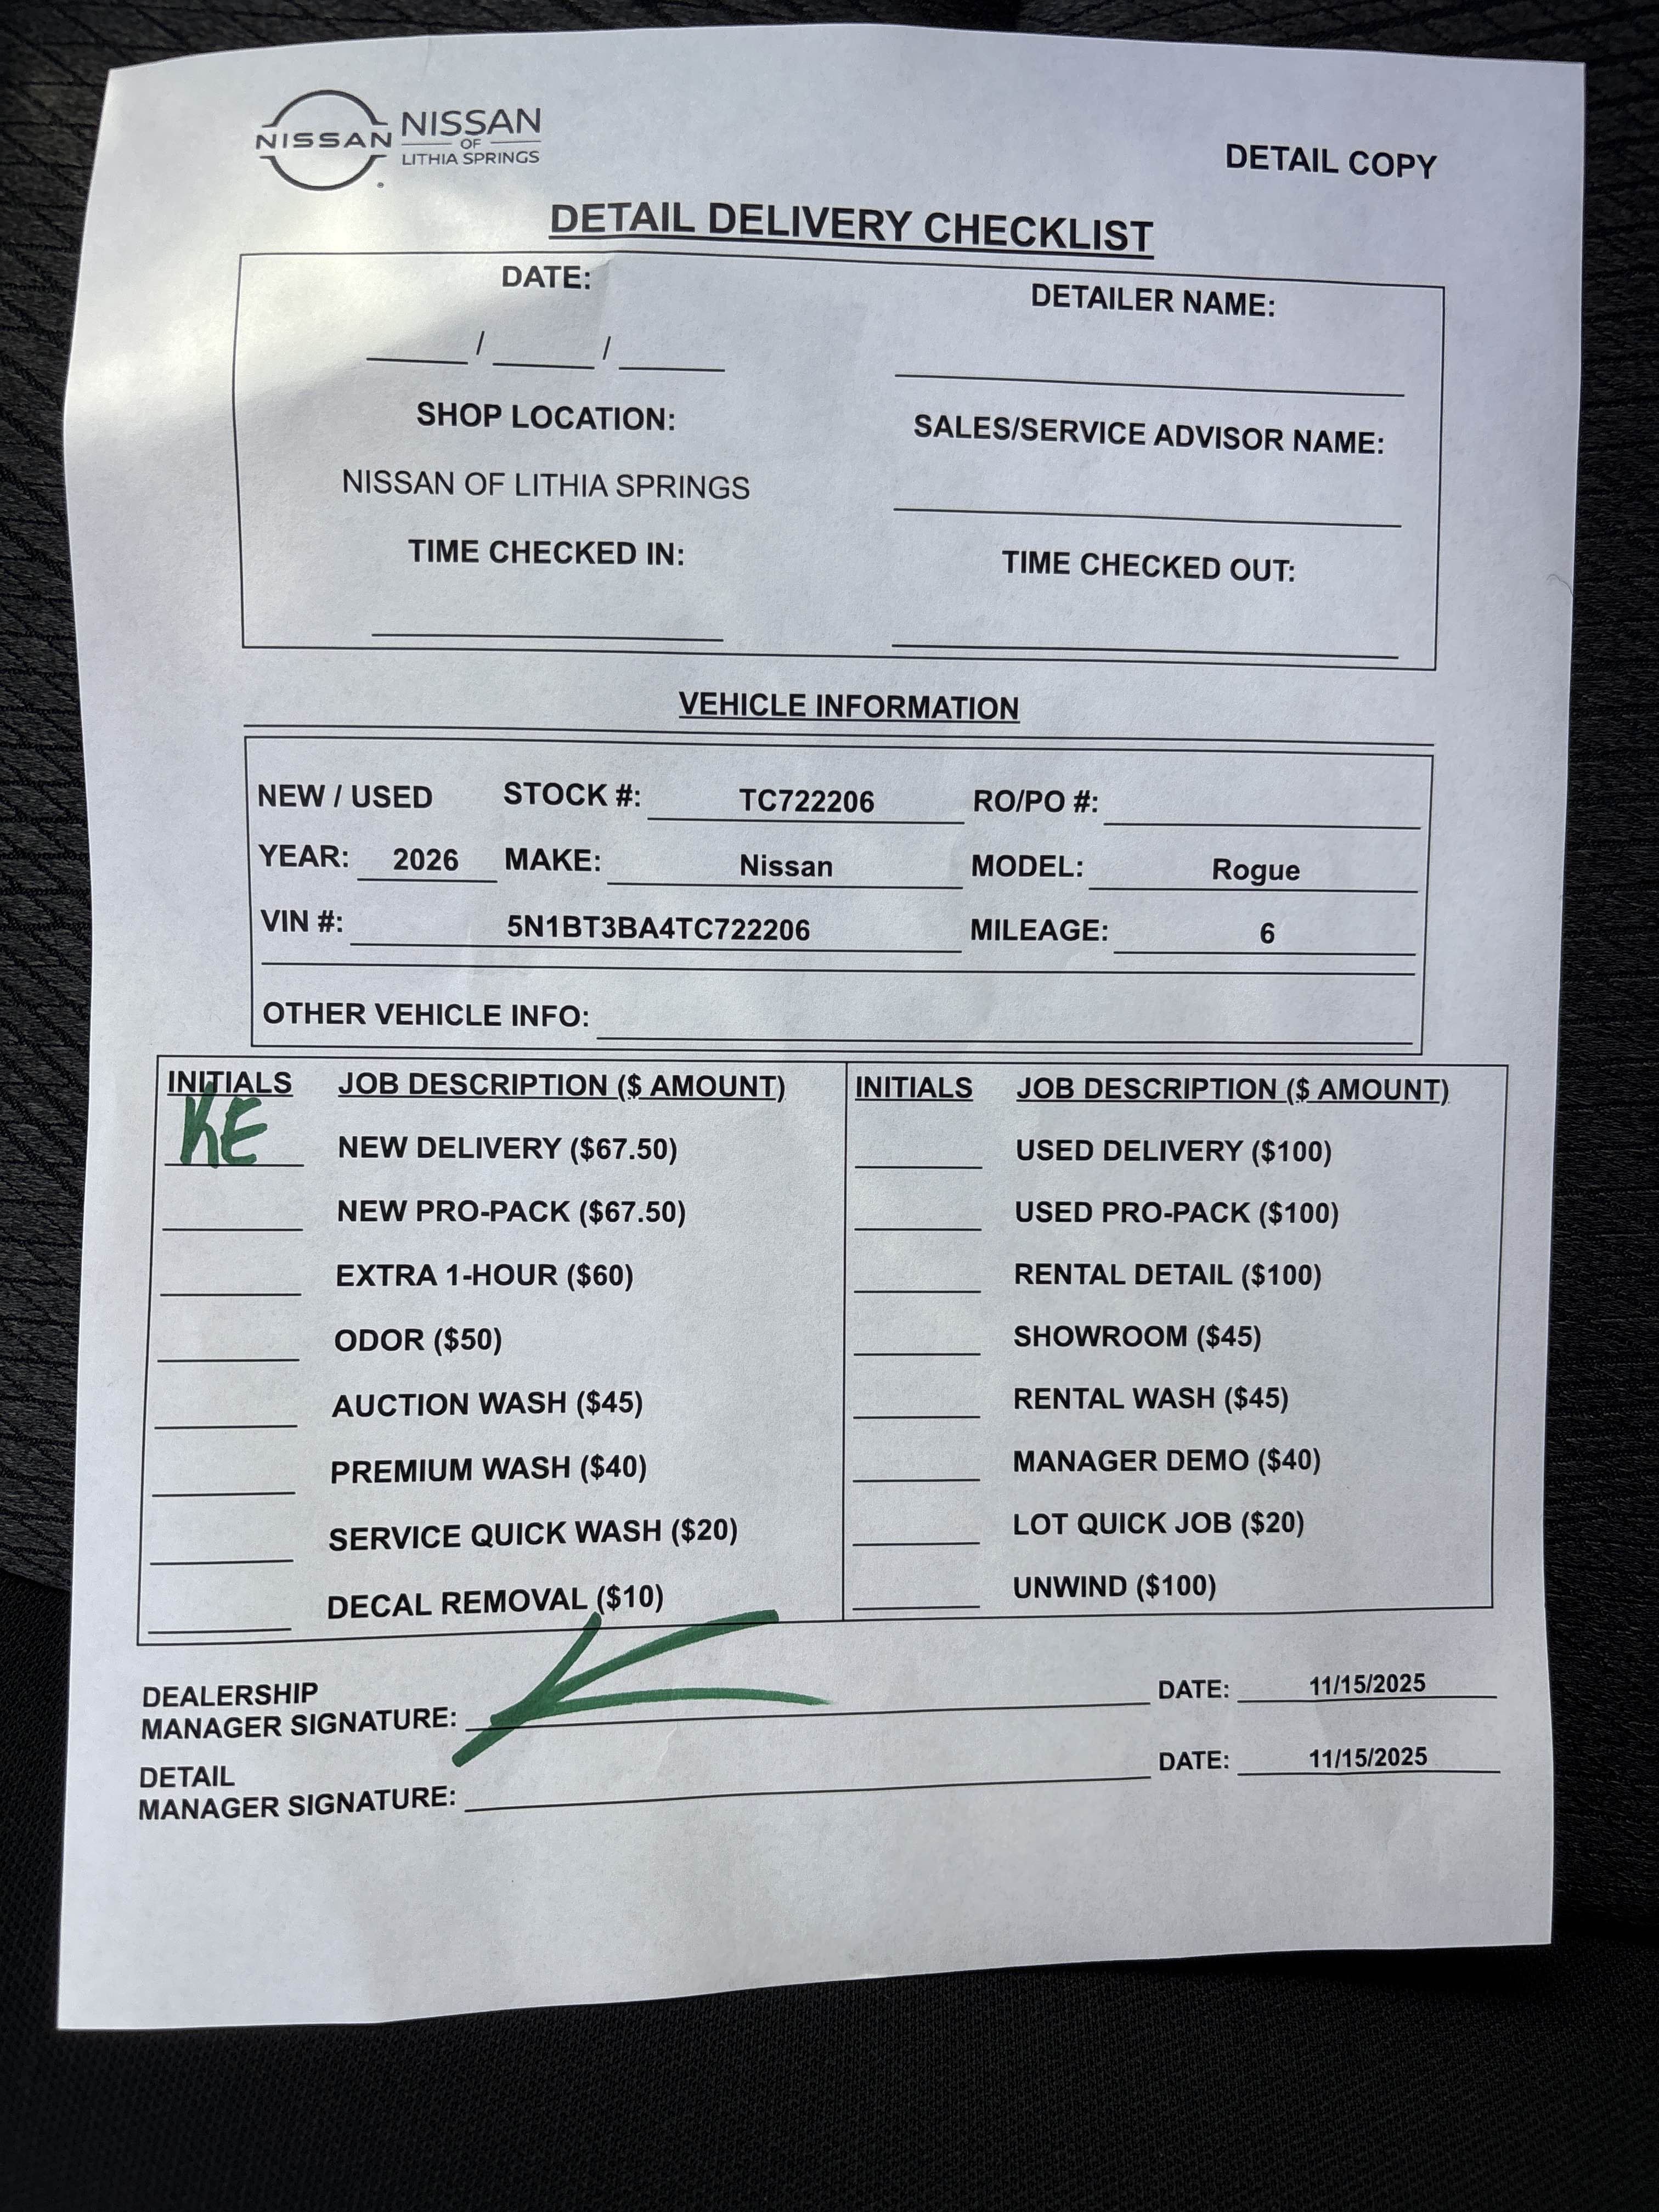 NISSAN NISSAN
OF
LITHIA SPRINGS
DETAIL COPY
DETAIL DELIVERY CHECKLIST
DATE: DETAILER NAME:
/ /
SHOP LOCATION: SALES/SERVICE ADVISOR NAME:
NISSAN OF LITHIA SPRINGS
TIME CHECKED IN: TIME CHECKED OUT:
VEHICLE INFORMATION
NEW / USED STOCK #: TC722206 RO/PO #:
YEAR: 2026 MAKE: Nissan MODEL: Rogue
VIN #: 5N1BT3BA4TC722206 MILEAGE: 6
OTHER VEHICLE INFO:
INITIALS JOB DESCRIPTION ($ AMOUNT) INITIALS JOB DESCRIPTION ($ AMOUNT)
KE NEW DELIVERY ($67.50) USED DELIVERY ($100)
NEW PRO-PACK ($67.50) USED PRO-PACK ($100)
EXTRA 1-HOUR ($60) RENTAL DETAIL ($100)
ODOR ($50) SHOWROOM ($45)
AUCTION WASH ($45) RENTAL WASH ($45)
PREMIUM WASH ($40) MANAGER DEMO ($40)
SERVICE QUICK WASH ($20) LOT QUICK JOB ($20)
DECAL REMOVAL ($10) UNWIND ($100)
DEALERSHIP
MANAGER SIGNATURE: DATE: 11/15/2025
DETAIL
MANAGER SIGNATURE: DATE: 11/15/2025